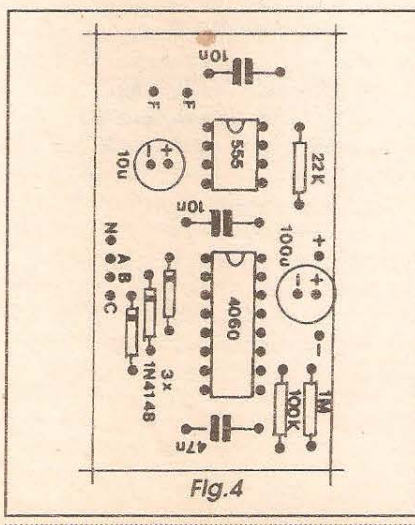 10n
F F
555
22K
+ -
10u
10n
N
A
B
C
100u
+
+ -
-
4060
3x
1N4148
47n
100K
1M
Fig.4